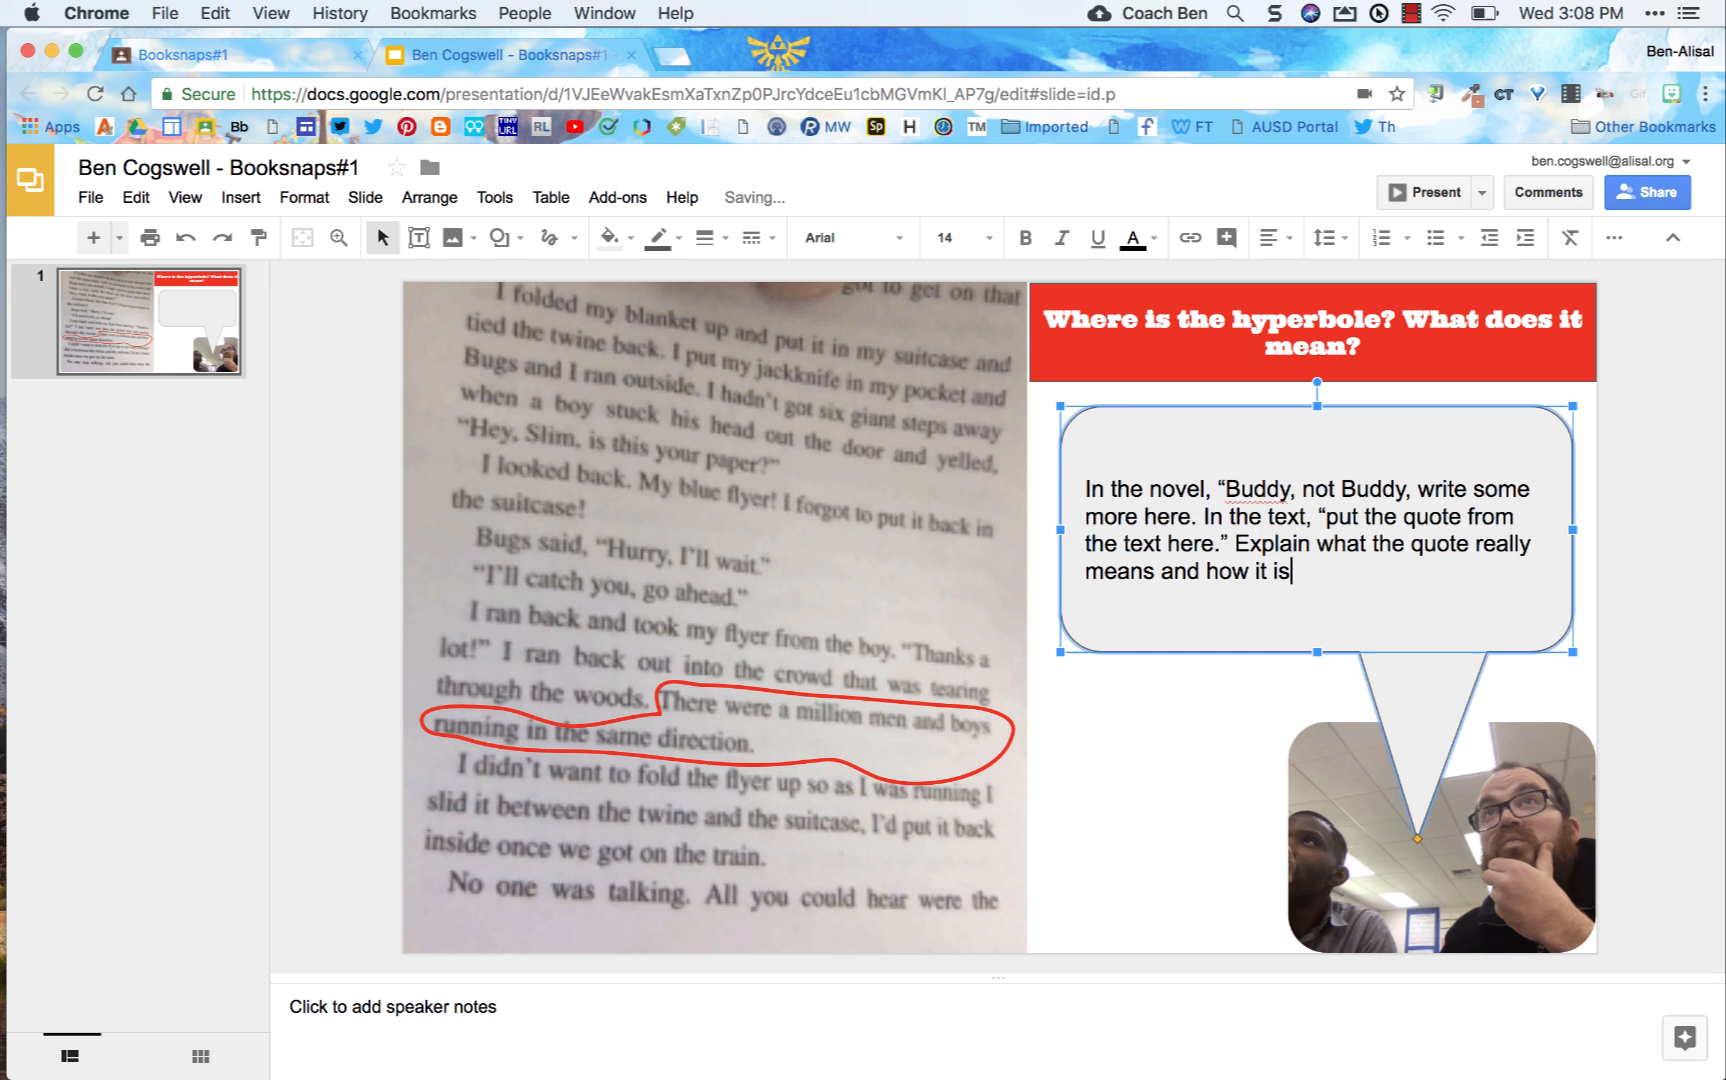 Chrome File Edit View History Bookmarks People Window Help Coach Ben Wed 3:08 PM
Booksnaps#1 Ben Cogswell - Booksnaps#1 Ben-Alisal
Secure https://docs.google.com/presentation/d/1VJEeWvakEsmXaTxnZp0PJrcYdceEu1cbMGVmKl_AP7g/edit#slide=id.p
Apps Bb TINY URL RL MW Sp H TM Imported FT AUSD Portal Th Other Bookmarks
Ben Cogswell - Booksnaps#1 ben.cogswell@alisal.org
File Edit View Insert Format Slide Arrange Tools Table Add-ons Help Saving... Present Comments Share
Arial 14 B I U A
1
got to get on that
I folded my blanket up and put it in my suitcase and
tied the twine back. I put my jackknife in my pocket and
Bugs and I ran outside. I hadn't got six giant steps away
when a boy stuck his head out the door and yelled,
“Hey, Slim, is this your paper?”
I looked back. My blue flyer! I forgot to put it back in
the suitcase!
Bugs said, “Hurry, I'll wait.”
“I'll catch you, go ahead.”
I ran back and took my flyer from the boy. “Thanks a
lot!” I ran back out into the crowd that was tearing
through the woods. There were a million men and boys
running in the same direction.
I didn't want to fold the flyer up so as I was running I
slid it between the twine and the suitcase, I'd put it back
inside once we got on the train.
No one was talking. All you could hear were the
Where is the hyperbole? What does it
mean?
In the novel, “Buddy, not Buddy, write some
more here. In the text, “put the quote from
the text here.” Explain what the quote really
means and how it is
Click to add speaker notes